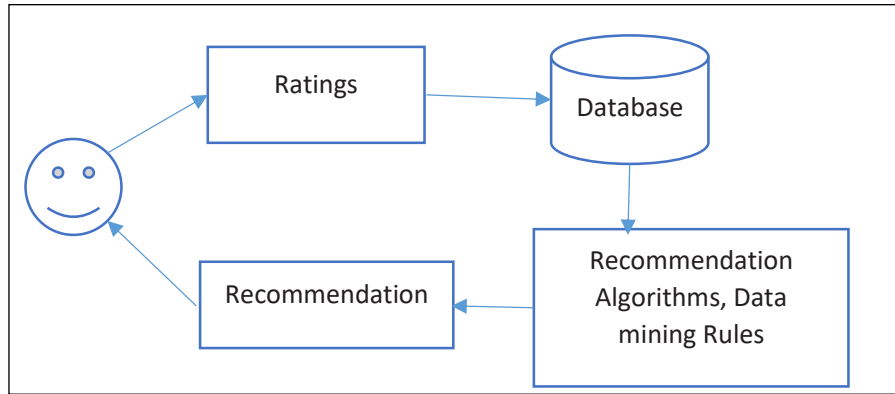 Ratings
Database
Recommendation
Recommendation
Algorithms, Data
mining Rules